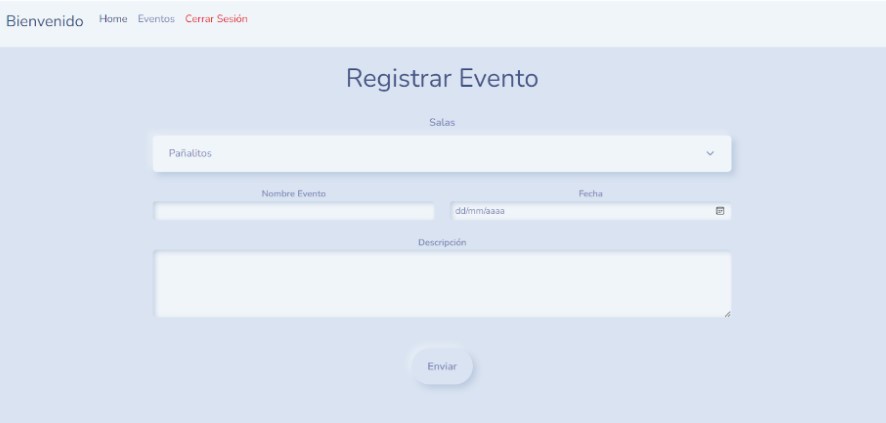 Bienvenido Home Eventos Cerrar Sesión
Registrar Evento
Salas
Pañalitos
Nombre Evento Fecha
dd/mm/aaaa
Descripción
Enviar